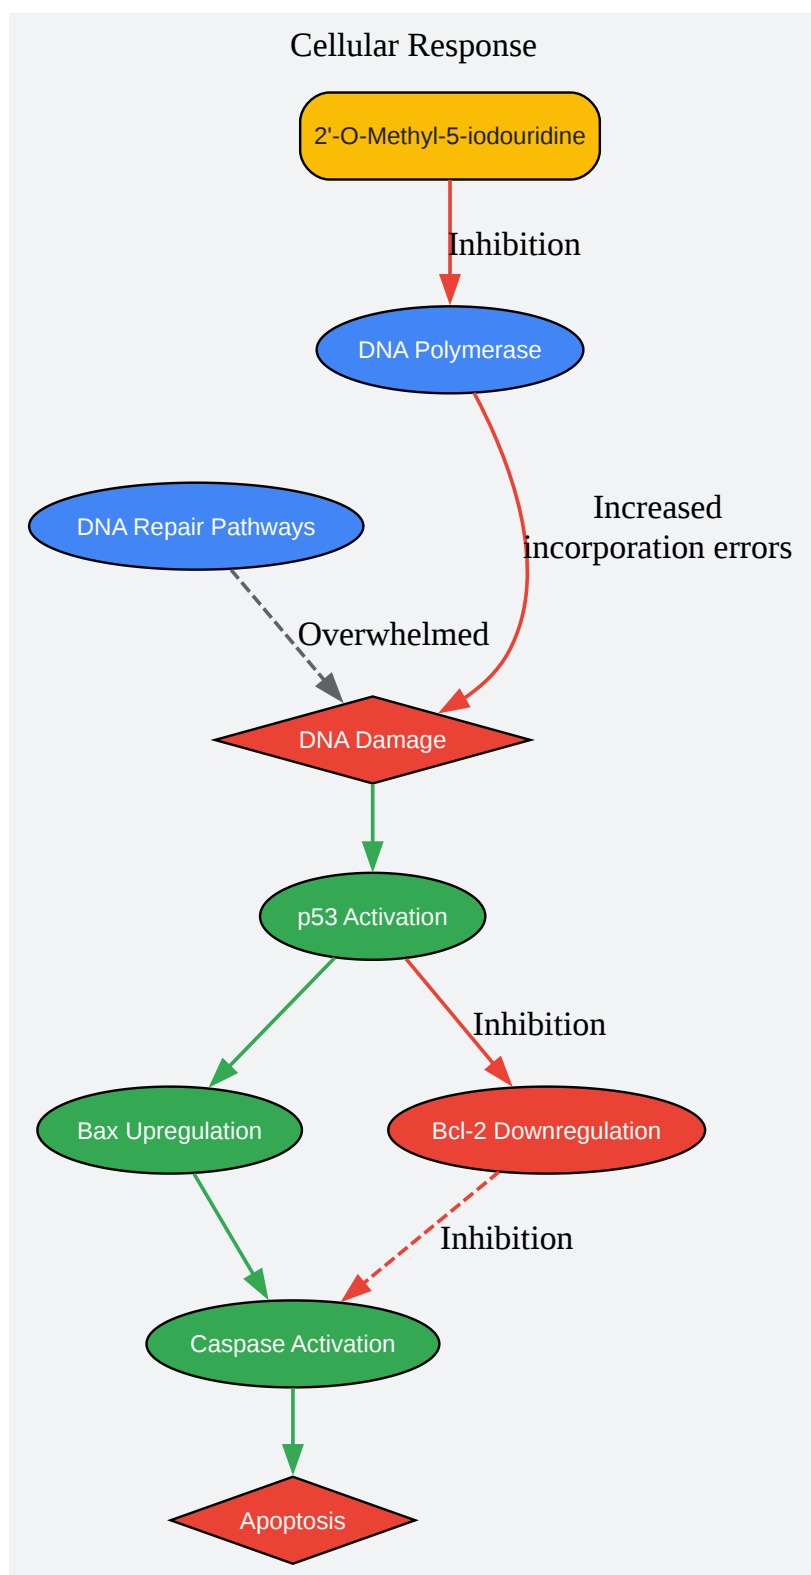 Cellular Response
2'-O-Methyl-5-iodouridine
Inhibition
DNA Polymerase
DNA Repair Pathways
Increased
incorporation errors
Overwhelmed
DNA Damage
p53 Activation
Inhibition
Bax Upregulation
Bcl-2 Downregulation
Inhibition
Caspase Activation
Apoptosis